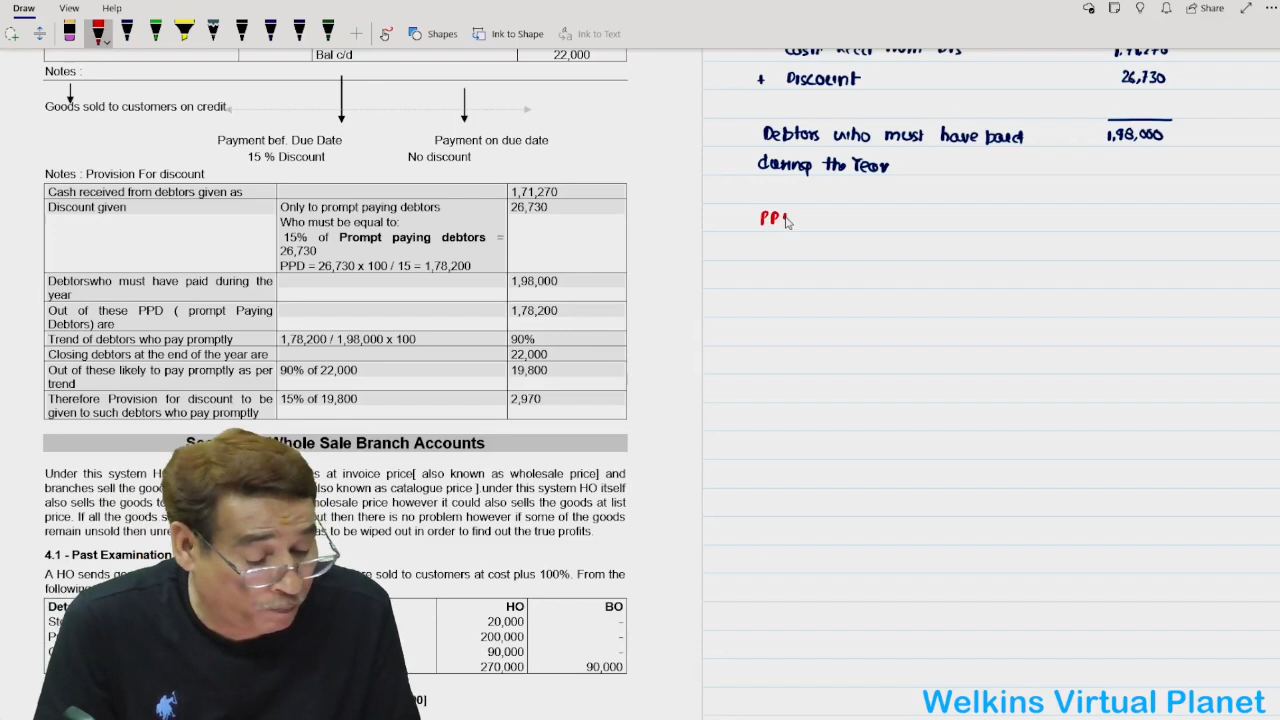 Draw View Help
Share
Shapes Ink to Shape Ink to Text
Bal c/d 22,000
Notes :
Goods sold to customers on credit
Payment bef. Due Date Payment on due date
15 % Discount No discount
Notes : Provision For discount
Cash received from debtors given as 1,71,270
Discount given Only to prompt paying debtors 26,730
Who must be equal to:
15% of Prompt paying debtors =
26,730
PPD = 26,730 x 100 / 15 = 1,78,200
Debtorswho must have paid during the 1,98,000
year
Out of these PPD ( prompt Paying 1,78,200
Debtors) are
Trend of debtors who pay promptly 1,78,200 / 1,98,000 x 100 90%
Closing debtors at the end of the year are 22,000
Out of these likely to pay promptly as per 90% of 22,000 19,800
trend
Therefore Provision for discount to be 15% of 19,800 2,970
given to such debtors who pay promptly
Whole Sale Branch Accounts
Under this system at invoice price[ also known as wholesale price] and
branches sell the also known as catalogue price ] under this system HO itself
also sells the goods wholesale price however it could also sells the goods at list
price. If all the goods then there is no problem however if some of the goods
remain unsold then to be wiped out in order to find out the true profits.
4.1 - Past Examination
A HO sends sold to customers at cost plus 100%. From the
HO BO
20,000 -
200,000 -
90,000 -
270,000 90,000
+ Discount 26,730
Debtors who must have paid 1,98,000
during the Year
PP
Welkins Virtual Planet